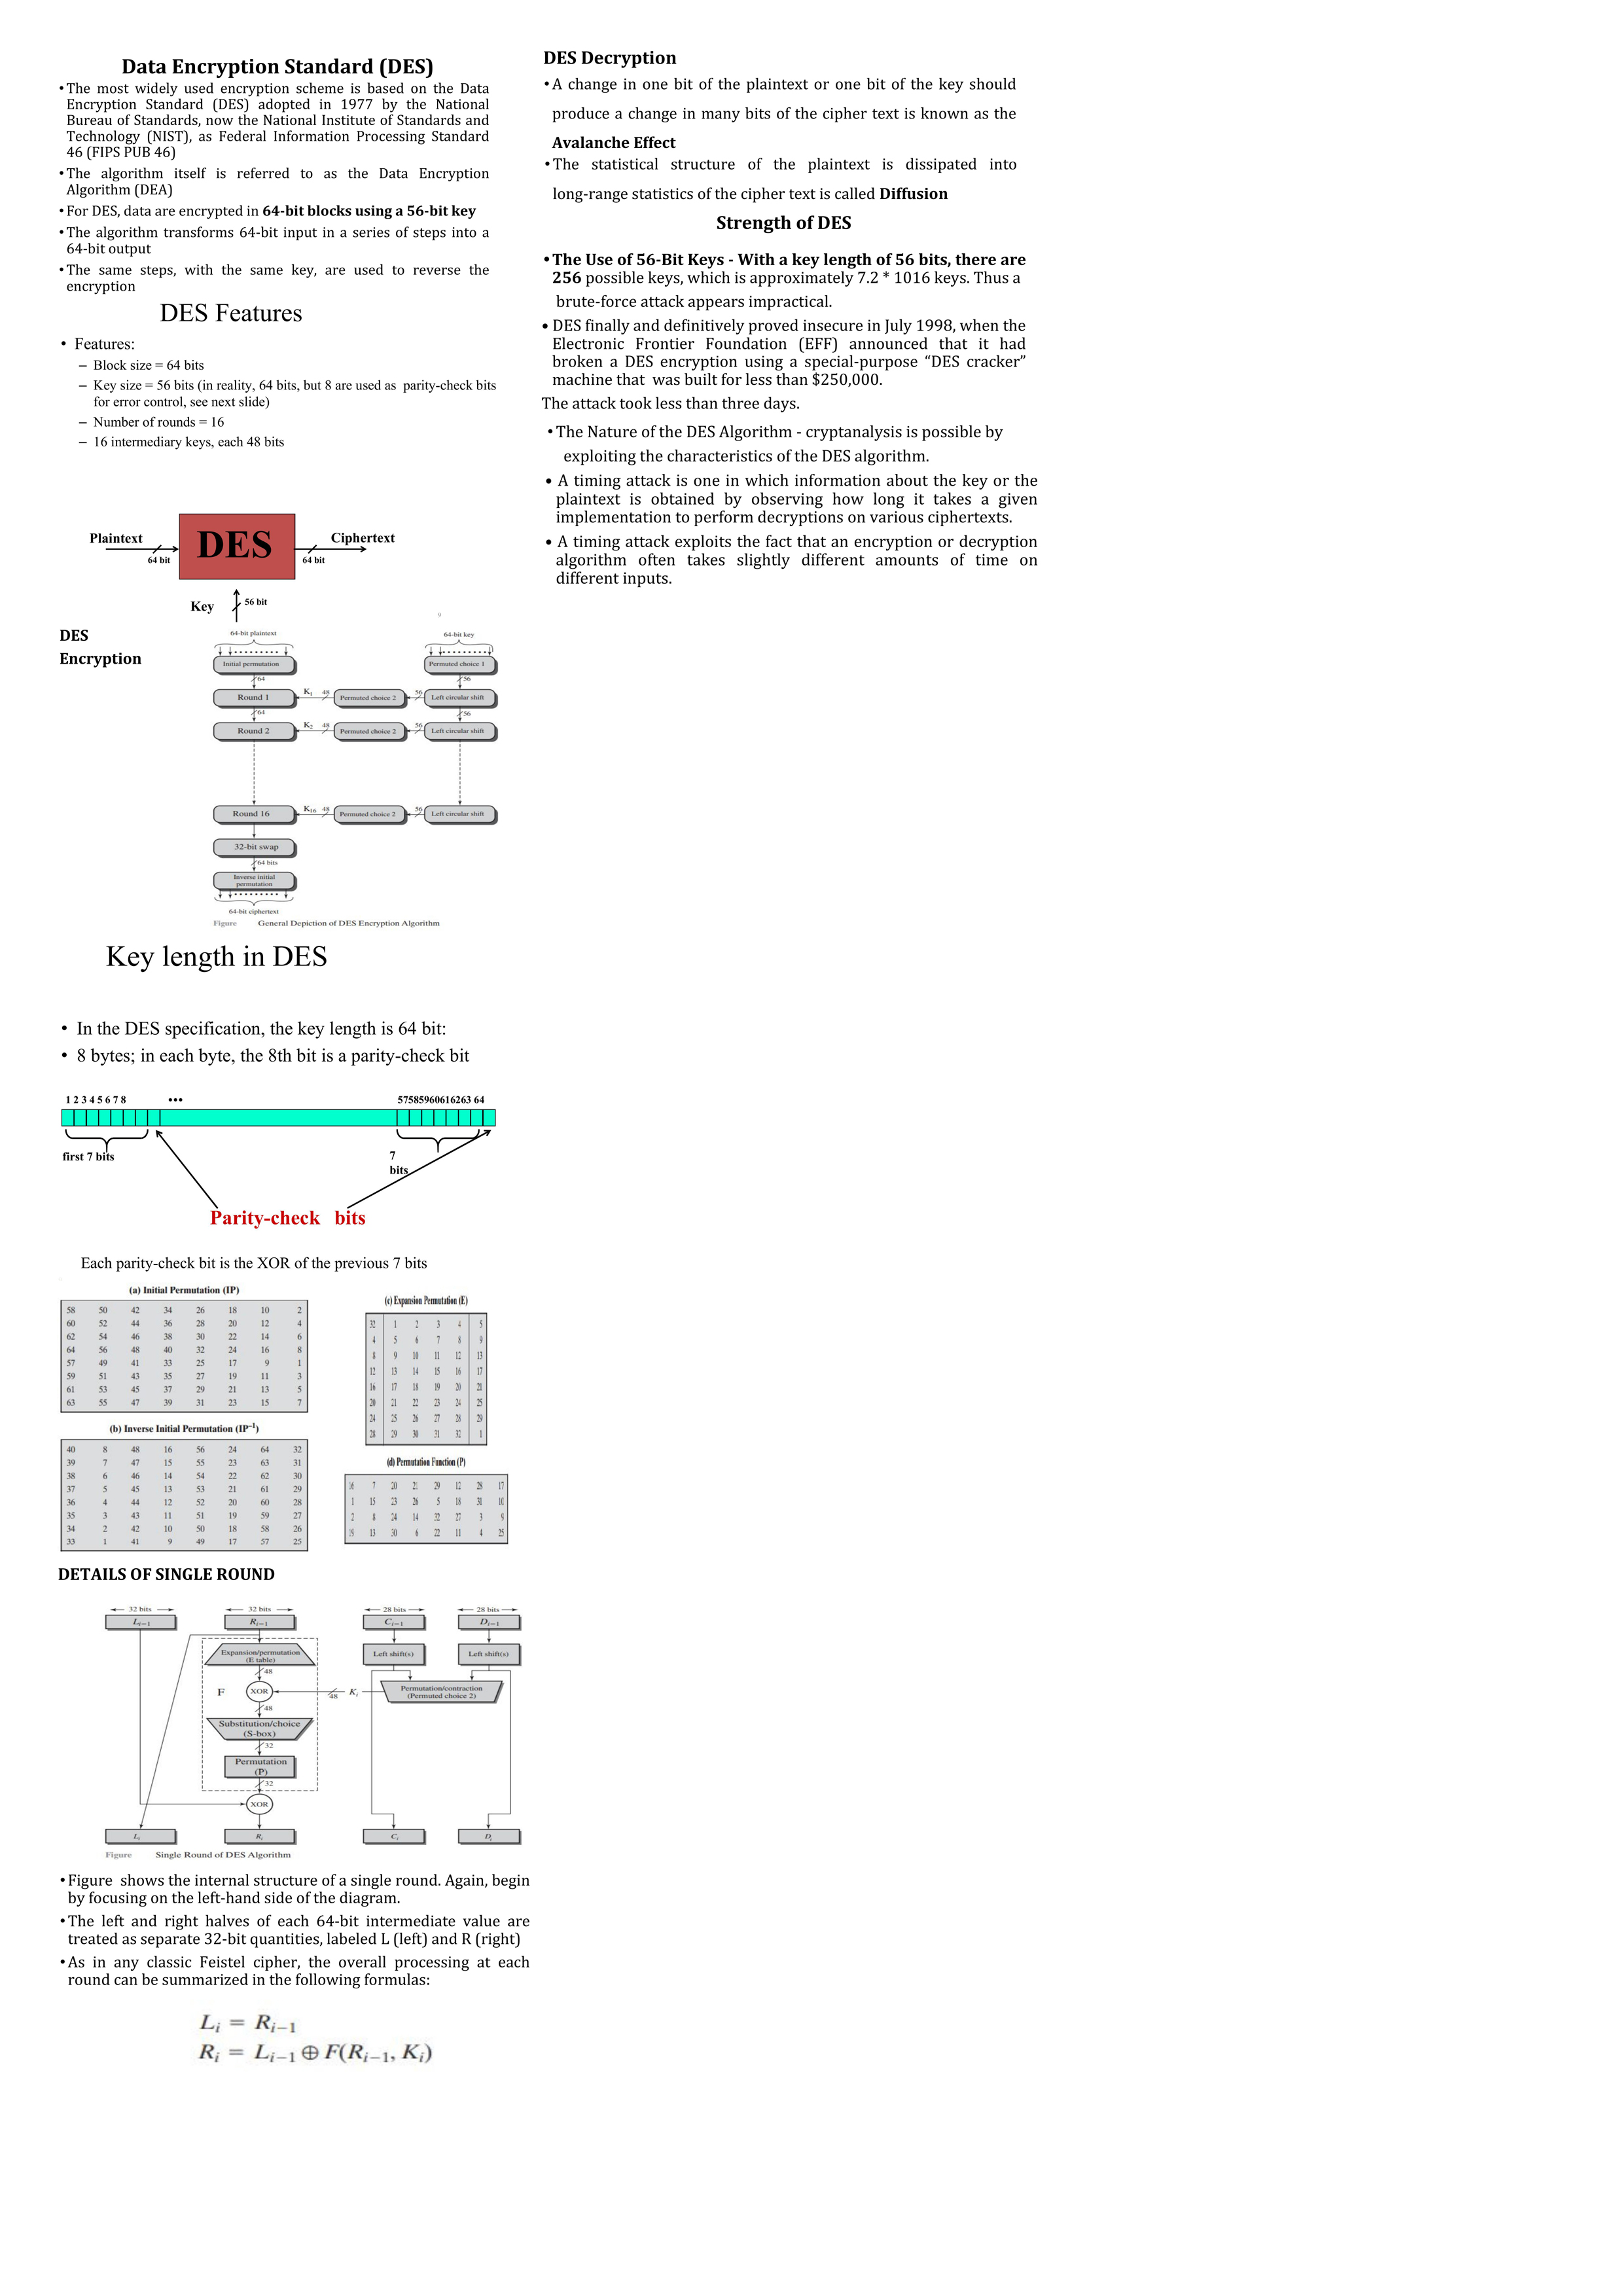 Data Encryption Standard (DES)
•The most widely used encryption scheme is based on the Data
Encryption Standard (DES) adopted in 1977 by the National
Bureau of Standards, now the National Institute of Standards and
Technology (NIST), as Federal Information Processing Standard
46 (FIPS PUB 46)
•The algorithm itself is referred to as the Data Encryption
Algorithm (DEA)
•For DES, data are encrypted in 64-bit blocks using a 56-bit key
•The algorithm transforms 64-bit input in a series of steps into a
64-bit output
•The same steps, with the same key, are used to reverse the
encryption
DES Features
• Features:
– Block size = 64 bits
– Key size = 56 bits (in reality, 64 bits, but 8 are used as parity-check bits
for error control, see next slide)
– Number of rounds = 16
– 16 intermediary keys, each 48 bits
Plaintext
64 bit
DES
Ciphertext
64 bit
Key
56 bit
9
DES
Encryption
64-bit plaintext
64-bit key
Initial permutation
Permuted choice 1
64
56
Round 1
K1
48
Permuted choice 2
56
Left circular shift
64
56
Round 2
K2
48
Permuted choice 2
56
Left circular shift
Round 16
K16
48
Permuted choice 2
56
Left circular shift
32-bit swap
64 bits
Inverse initial
permutation
64-bit ciphertext
Figure General Depiction of DES Encryption Algorithm
Key length in DES
• In the DES specification, the key length is 64 bit:
• 8 bytes; in each byte, the 8th bit is a parity-check bit
1 2 3 4 5 6 7 8 ••• 5758596061626​3 64
first 7 bits
7
bits
Parity-check bits
Each parity-check bit is the XOR of the previous 7 bits
(a) Initial Permutation (IP)
58 50 42 34 26 18 10 2
60 52 44 36 28 20 12 4
62 54 46 38 30 22 14 6
64 56 48 40 32 24 16 8
57 49 41 33 25 17 9 1
59 51 43 35 27 19 11 3
61 53 45 37 29 21 13 5
63 55 47 39 31 23 15 7
(b) Inverse Initial Permutation (IP⁻¹)
40 8 48 16 56 24 64 32
39 7 47 15 55 23 63 31
38 6 46 14 54 22 62 30
37 5 45 13 53 21 61 29
36 4 44 12 52 20 60 28
35 3 43 11 51 19 59 27
34 2 42 10 50 18 58 26
33 1 41 9 49 17 57 25
(c) Expansion Permutation (E)
32 1 2 3 4 5
4 5 6 7 8 9
8 9 10 11 12 13
12 13 14 15 16 17
16 17 18 19 20 21
20 21 22 23 24 25
24 25 26 27 28 29
28 29 30 31 32 1
(d) Permutation Function (P)
16 7 20 21 29 12 28 17
1 15 23 26 5 18 31 10
2 8 24 14 32 27 3 9
19 13 30 6 22 11 4 25
DETAILS OF SINGLE ROUND
32 bits
32 bits
28 bits
28 bits
Li−1
Ri−1
Ci−1
Di−1
Expansion/permutation
(E table)
Left shift(s)
Left shift(s)
48
F
XOR
48
Ki
Permutation/contraction
(Permuted choice 2)
48
Substitution/choice
(S-box)
32
Permutation
(P)
32
XOR
Li
Ri
Ci
Di
Figure Single Round of DES Algorithm
•Figure shows the internal structure of a single round. Again, begin
by focusing on the left-hand side of the diagram.
•The left and right halves of each 64-bit intermediate value are
treated as separate 32-bit quantities, labeled L (left) and R (right)
•As in any classic Feistel cipher, the overall processing at each
round can be summarized in the following formulas:
Li = Ri−1
Ri = Li−1 ⊕ F(Ri−1, Ki)
DES Decryption
•A change in one bit of the plaintext or one bit of the key should
produce a change in many bits of the cipher text is known as the
Avalanche Effect
•The statistical structure of the plaintext is dissipated into
long-range statistics of the cipher text is called Diffusion
Strength of DES
•The Use of 56-Bit Keys - With a key length of 56 bits, there are
256 possible keys, which is approximately 7.2 * 1016 keys. Thus a
brute-force attack appears impractical.
• DES finally and definitively proved insecure in July 1998, when the
Electronic Frontier Foundation (EFF) announced that it had
broken a DES encryption using a special-purpose “DES cracker”
machine that was built for less than $250,000.
The attack took less than three days.
•The Nature of the DES Algorithm - cryptanalysis is possible by
exploiting the characteristics of the DES algorithm.
• A timing attack is one in which information about the key or the
plaintext is obtained by observing how long it takes a given
implementation to perform decryptions on various ciphertexts.
• A timing attack exploits the fact that an encryption or decryption
algorithm often takes slightly different amounts of time on
different inputs.